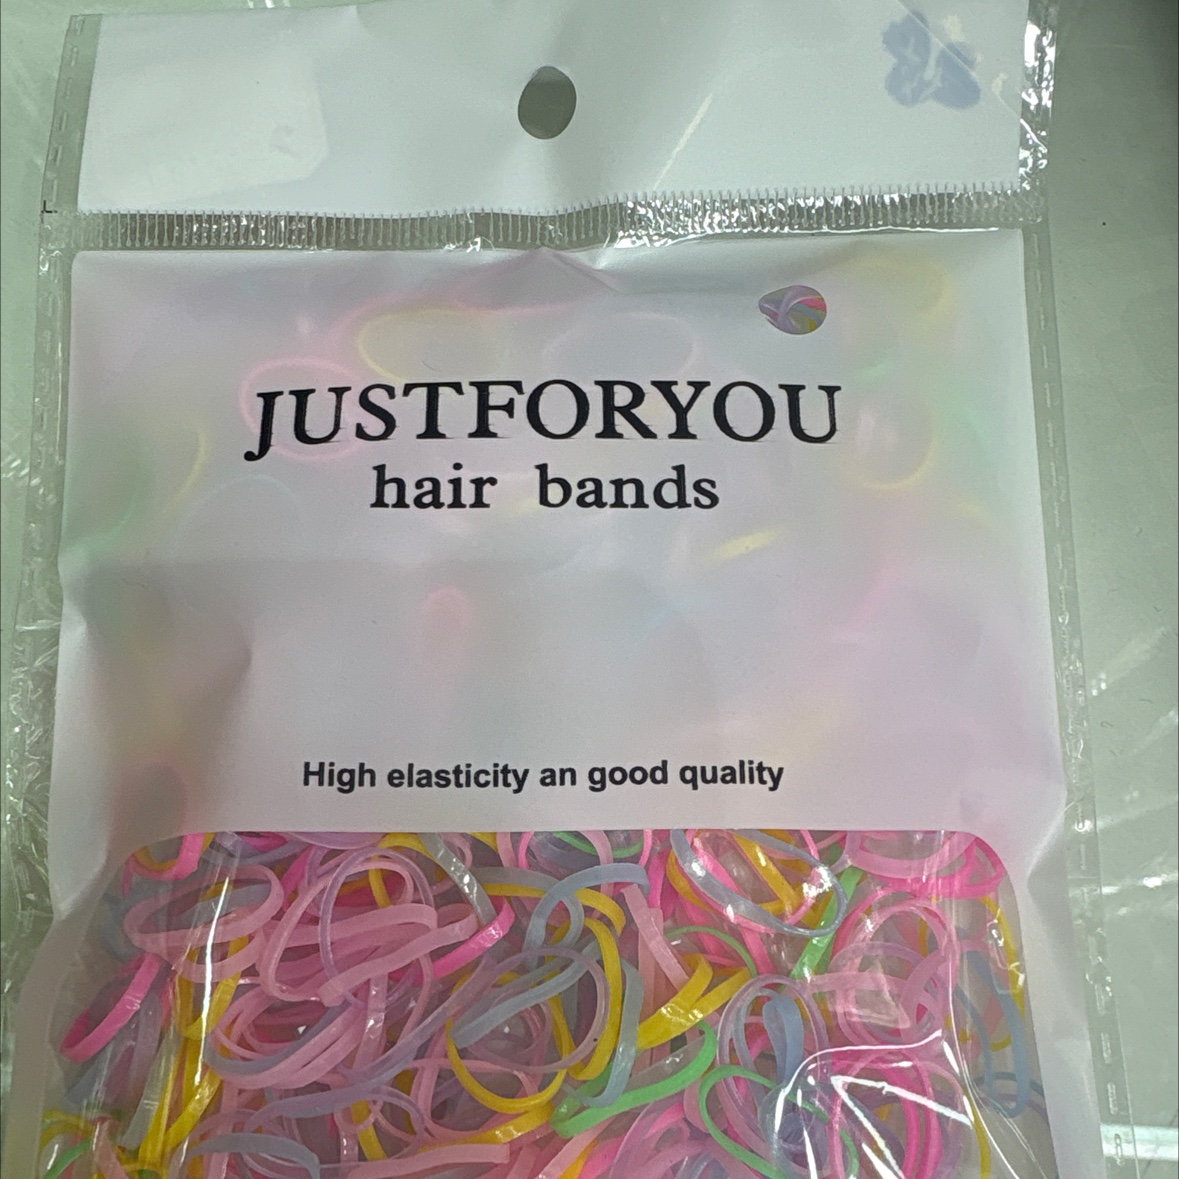 JUSTFORYOU
hair bands
High elasticity an good quality